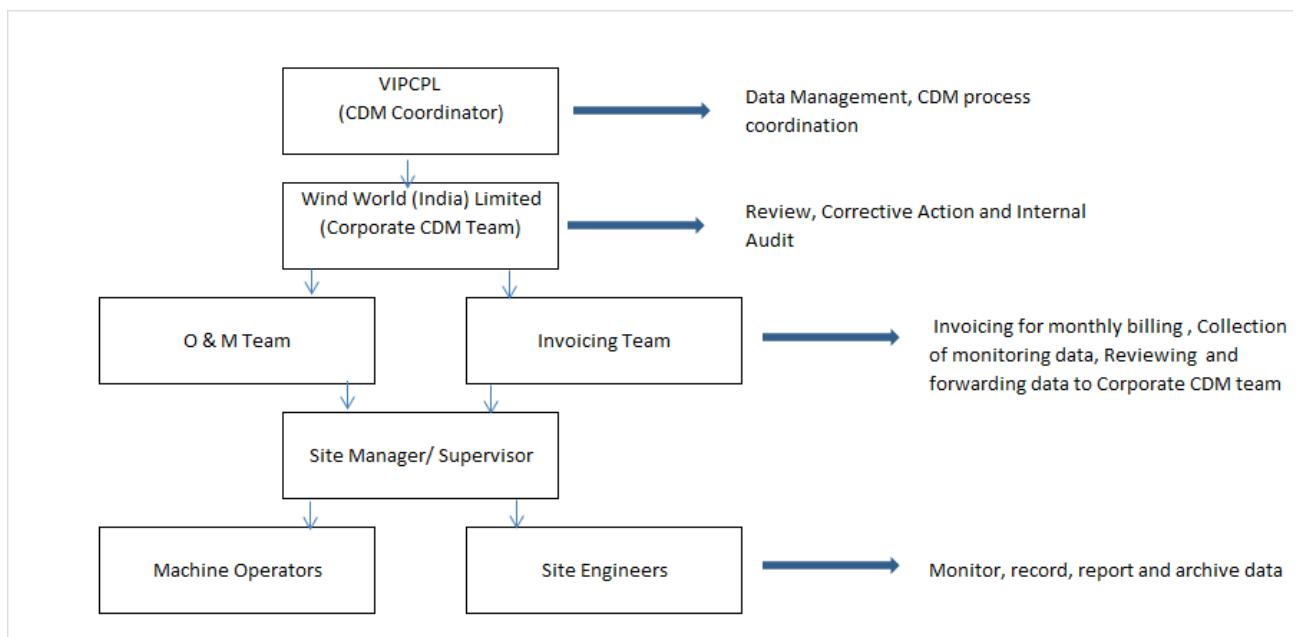 VIPCPL
(CDM Coordinator)
Data Management, CDM process
coordination
Wind World (India) Limited
(Corporate CDM Team)
Review, Corrective Action and Internal
Audit
O & M Team
Invoicing Team
Invoicing for monthly billing , Collection
of monitoring data, Reviewing and
forwarding data to Corporate CDM team
Site Manager/ Supervisor
Machine Operators
Site Engineers
Monitor, record, report and archive data